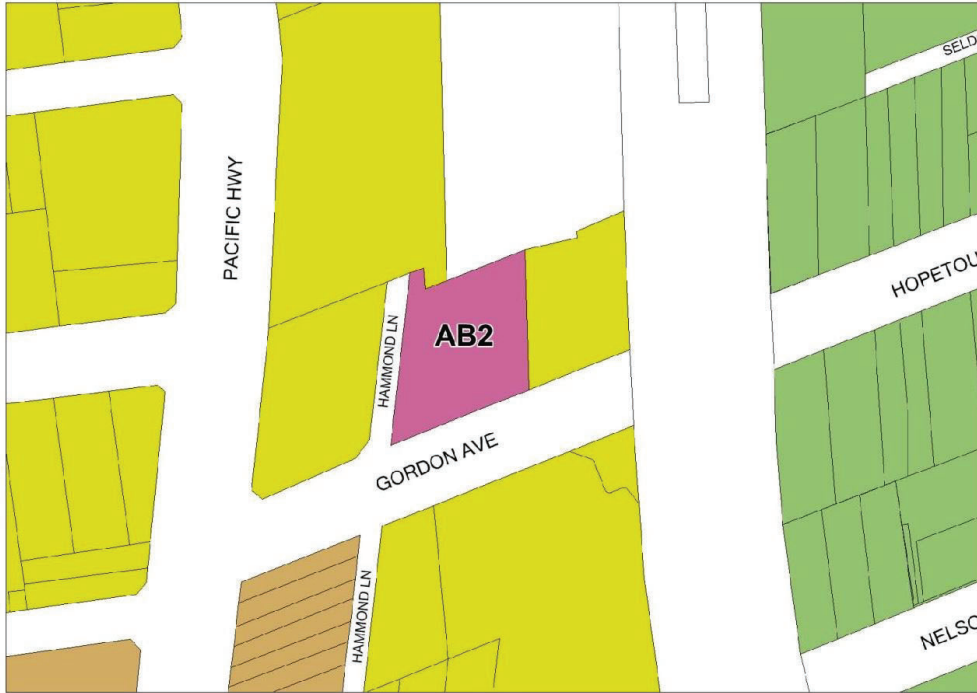 SELD
PACIFIC HWY
HOPETOU
AB2
HAMMOND LN
GORDON AVE
HAMMOND LN
NELSO